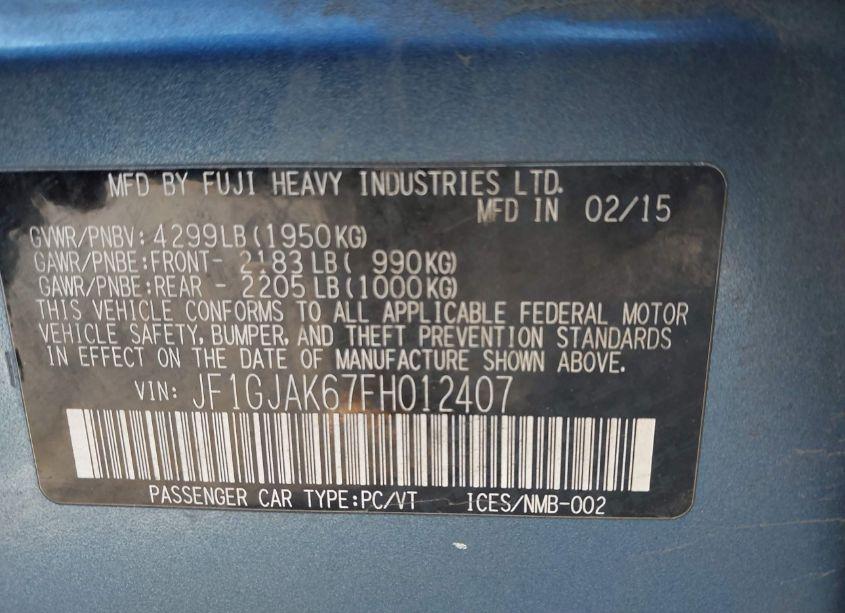 MFD BY FUJI HEAVY INDUSTRIES LTD.
MFD IN 02/15
GVWR/PNBV: 4299LB(1950KG)
GAWR/PNBE:FRONT- 2183 LB( 990KG)
GAWR/PNBE:REAR - 2205 LB(1000KG)
THIS VEHICLE CONFORMS TO ALL APPLICABLE FEDERAL MOTOR
VEHICLE SAFETY, BUMPER, AND THEFT PREVENTION STANDARDS
IN EFFECT ON THE DATE OF MANUFACTURE SHOWN ABOVE.
VIN: JF1GJAK67FH012407
PASSENGER CAR TYPE:PC/VT ICES/NMB-002